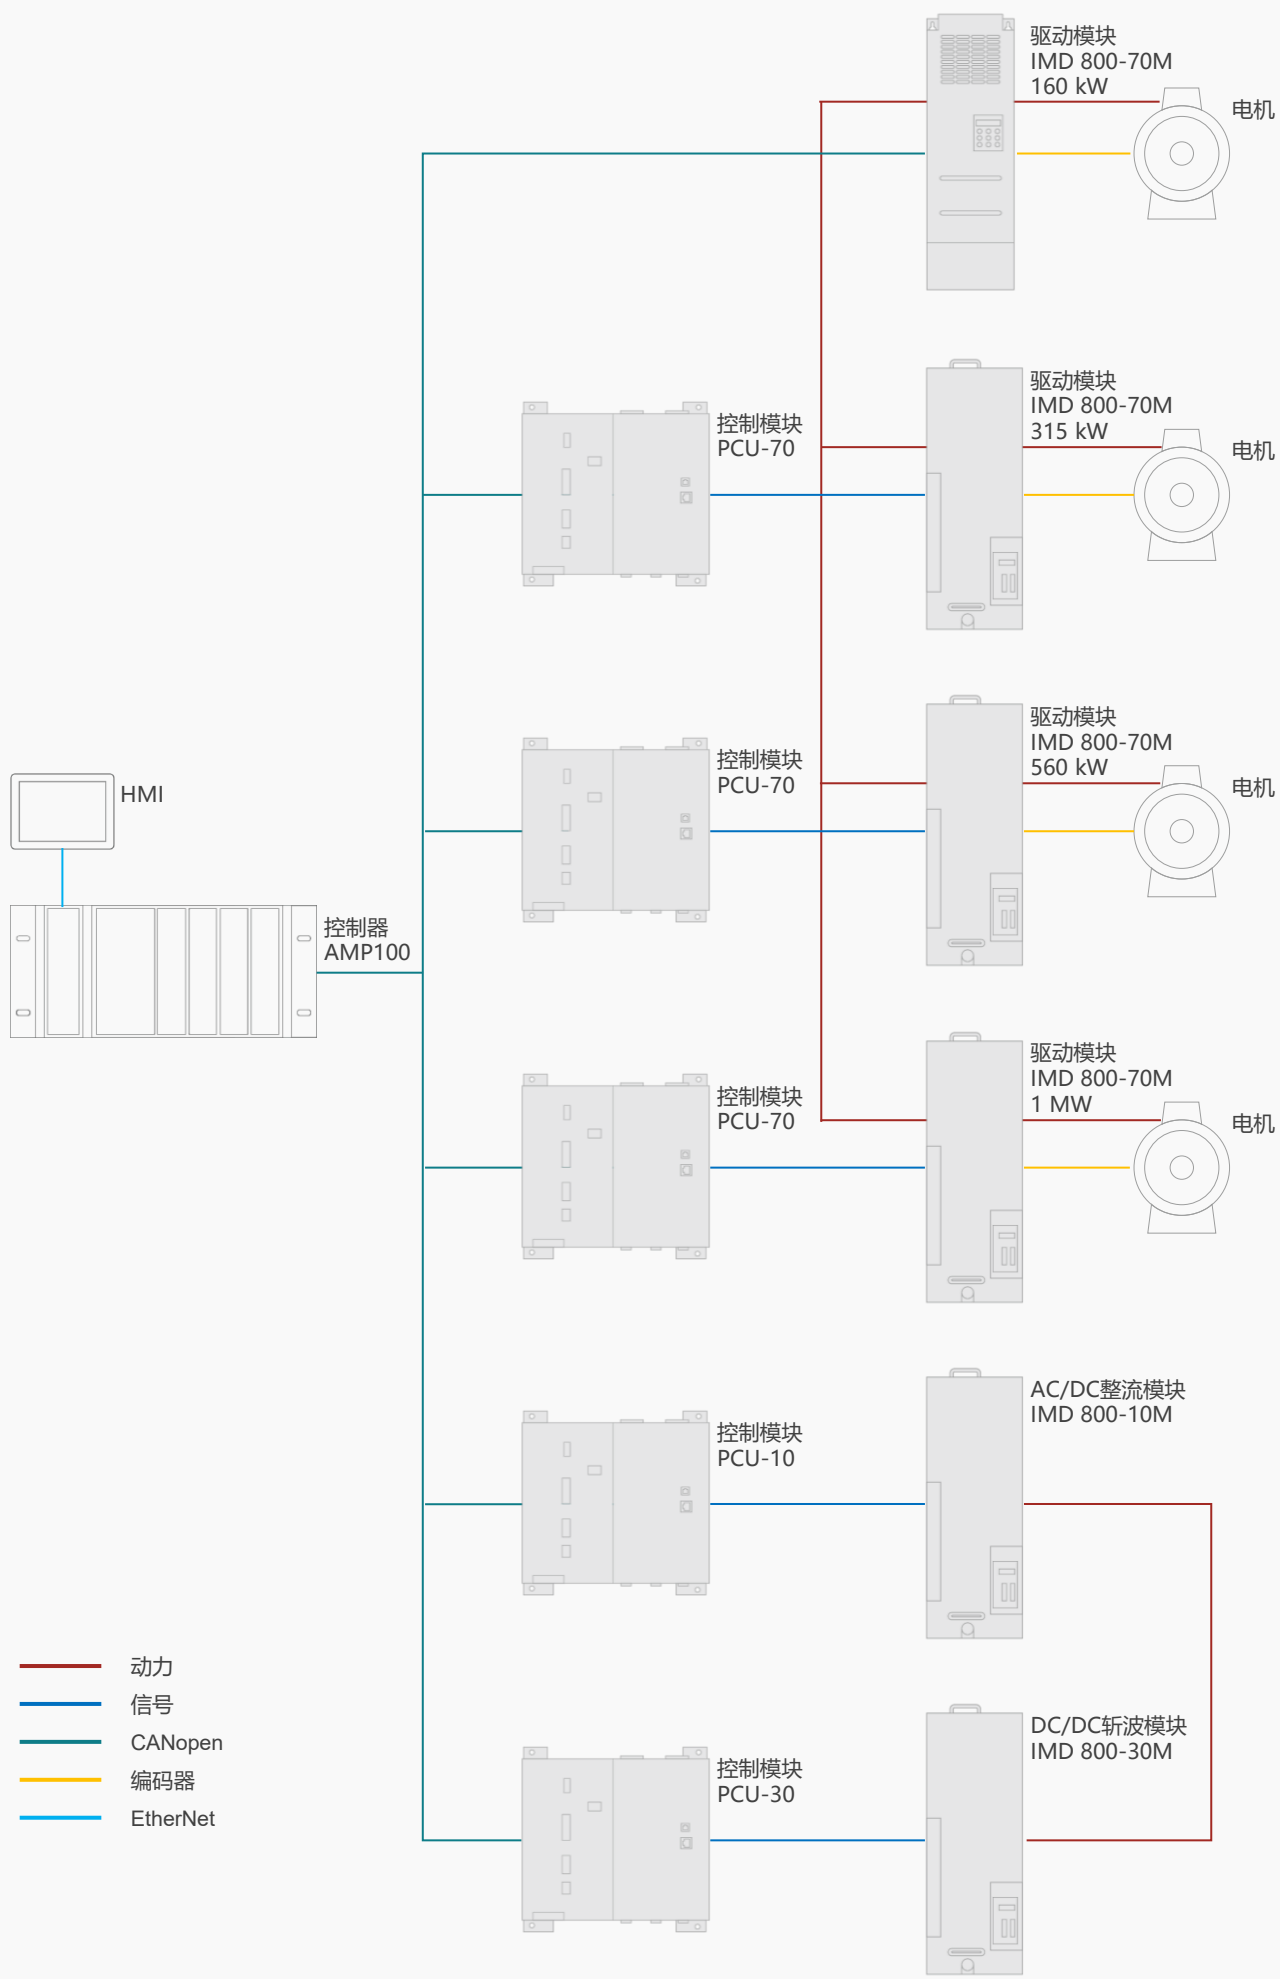 驱动模块
IMD 800-70M
160 kW
电机
驱动模块
IMD 800-70M
315 kW
电机
控制模块
PCU-70
驱动模块
IMD 800-70M
560 kW
电机
控制模块
PCU-70
HMI
控制器
AMP100
驱动模块
IMD 800-70M
1 MW
电机
控制模块
PCU-70
AC/DC整流模块
IMD 800-10M
控制模块
PCU-10
DC/DC斩波模块
IMD 800-30M
控制模块
PCU-30
动力
信号
CANopen
编码器
EtherNet